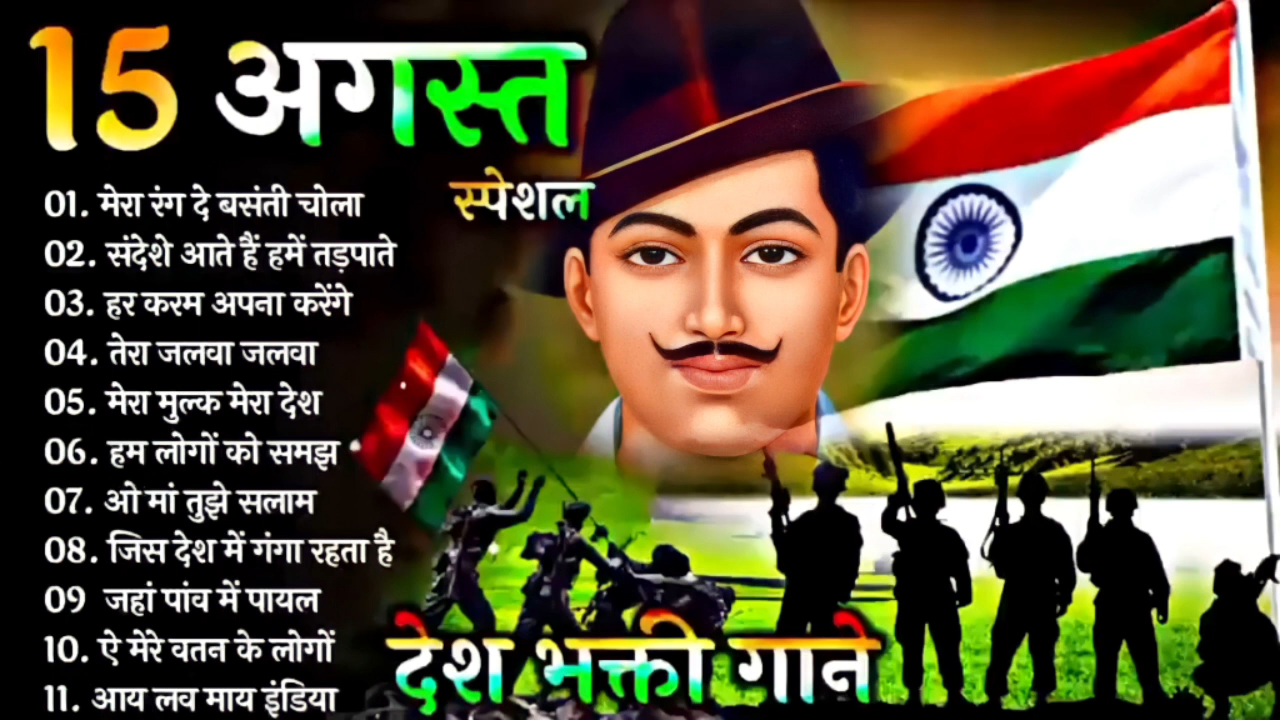 15 अगस्त
स्पेशल
01. मेरा रंग दे बसंती चोला
02. संदेशे आते हैं हमें तड़पाते
03. हर करम अपना करेंगे
04. तेरा जलवा जलवा
05. मेरा मुल्क मेरा देश
06. हम लोगों को समझ
07. ओ मां तुझे सलाम
08. जिस देश में गंगा रहता है
09 जहां पांव में पायल
10. ऐ मेरे वतन के लोगों
11. आय लव माय इंडिया
देश भक्ती गाने